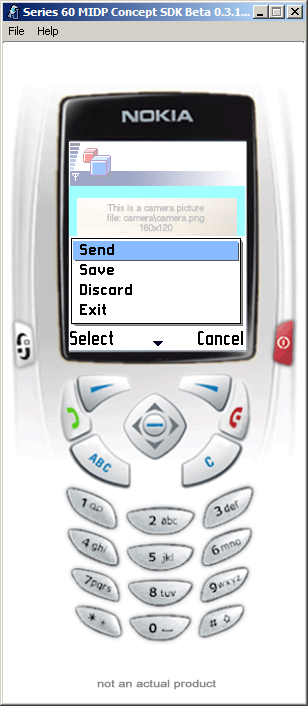 Series 60 MIDP Concept SDK Beta 0.3.1...
File Help
NOKIA
This is a camera picture
file: camera\camera.png
160x120
Send
Save
Discard
Exit
Select Cancel
ABC C
1 oo 2 abc 3 def
4 ghi 5 jkl 6 mno
7 pqrs 8 tuv 9 wxyz
* + 0 #
not an actual product